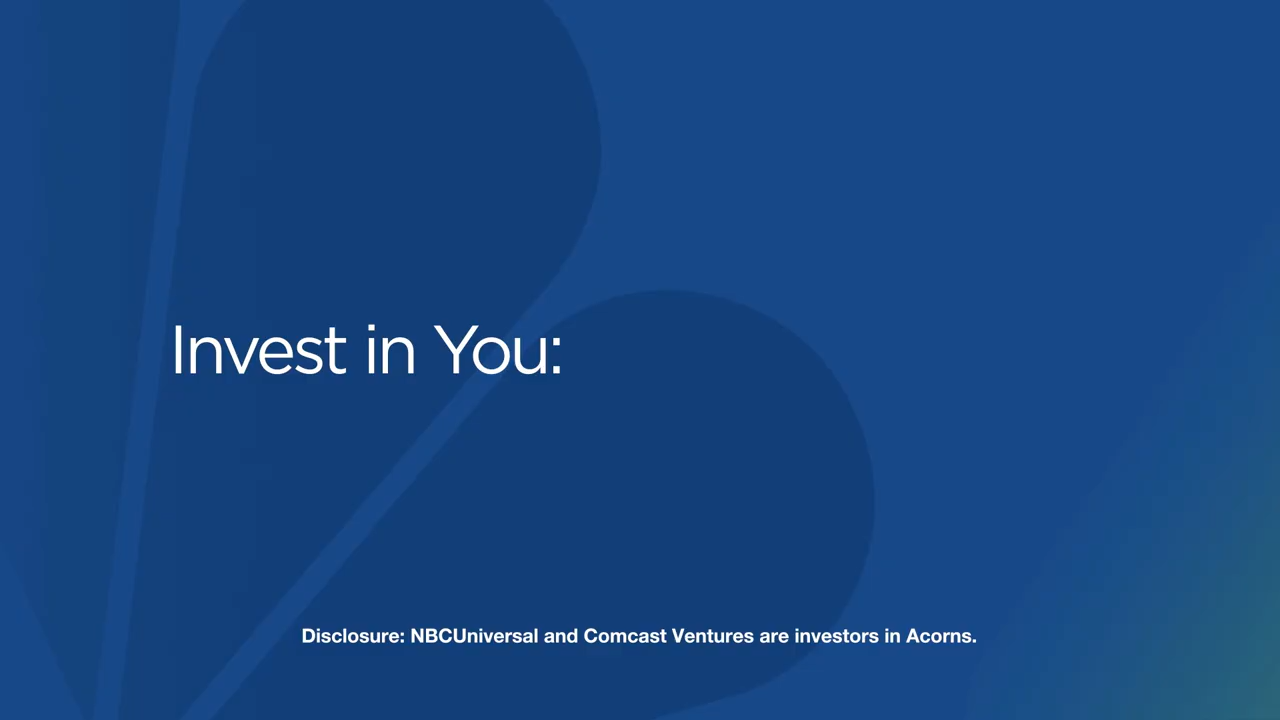 Invest in You:
Disclosure: NBCUniversal and Comcast Ventures are investors in Acorns.